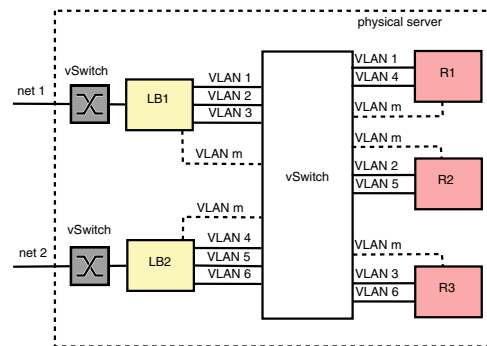 physical server
net 1
vSwitch
LB1
VLAN 1
VLAN 2
VLAN 3
VLAN m
vSwitch
VLAN 1
VLAN 4
R1
VLAN m
VLAN m
VLAN 2
VLAN 5
R2
net 2
vSwitch
LB2
VLAN m
VLAN 4
VLAN 5
VLAN 6
VLAN m
VLAN 3
VLAN 6
R3